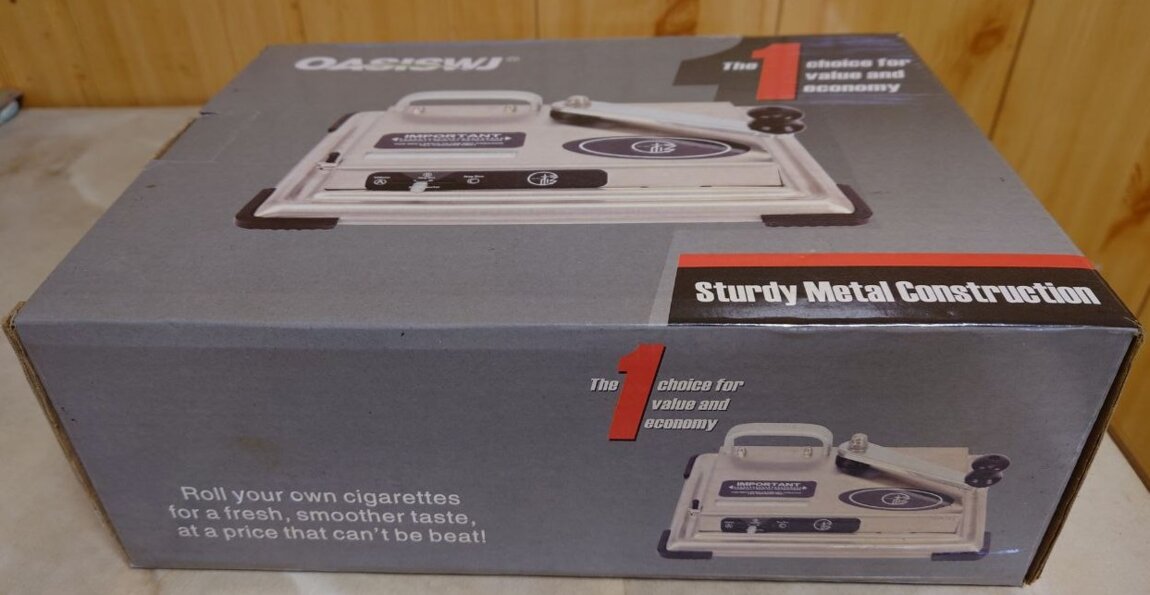 OASISWJ®
The 1 choice for
value and
economy
IMPORTANT
Sturdy Metal Construction
The 1 choice for
value and
economy
IMPORTANT
Roll your own cigarettes
for a fresh, smoother taste,
at a price that can't be beat!